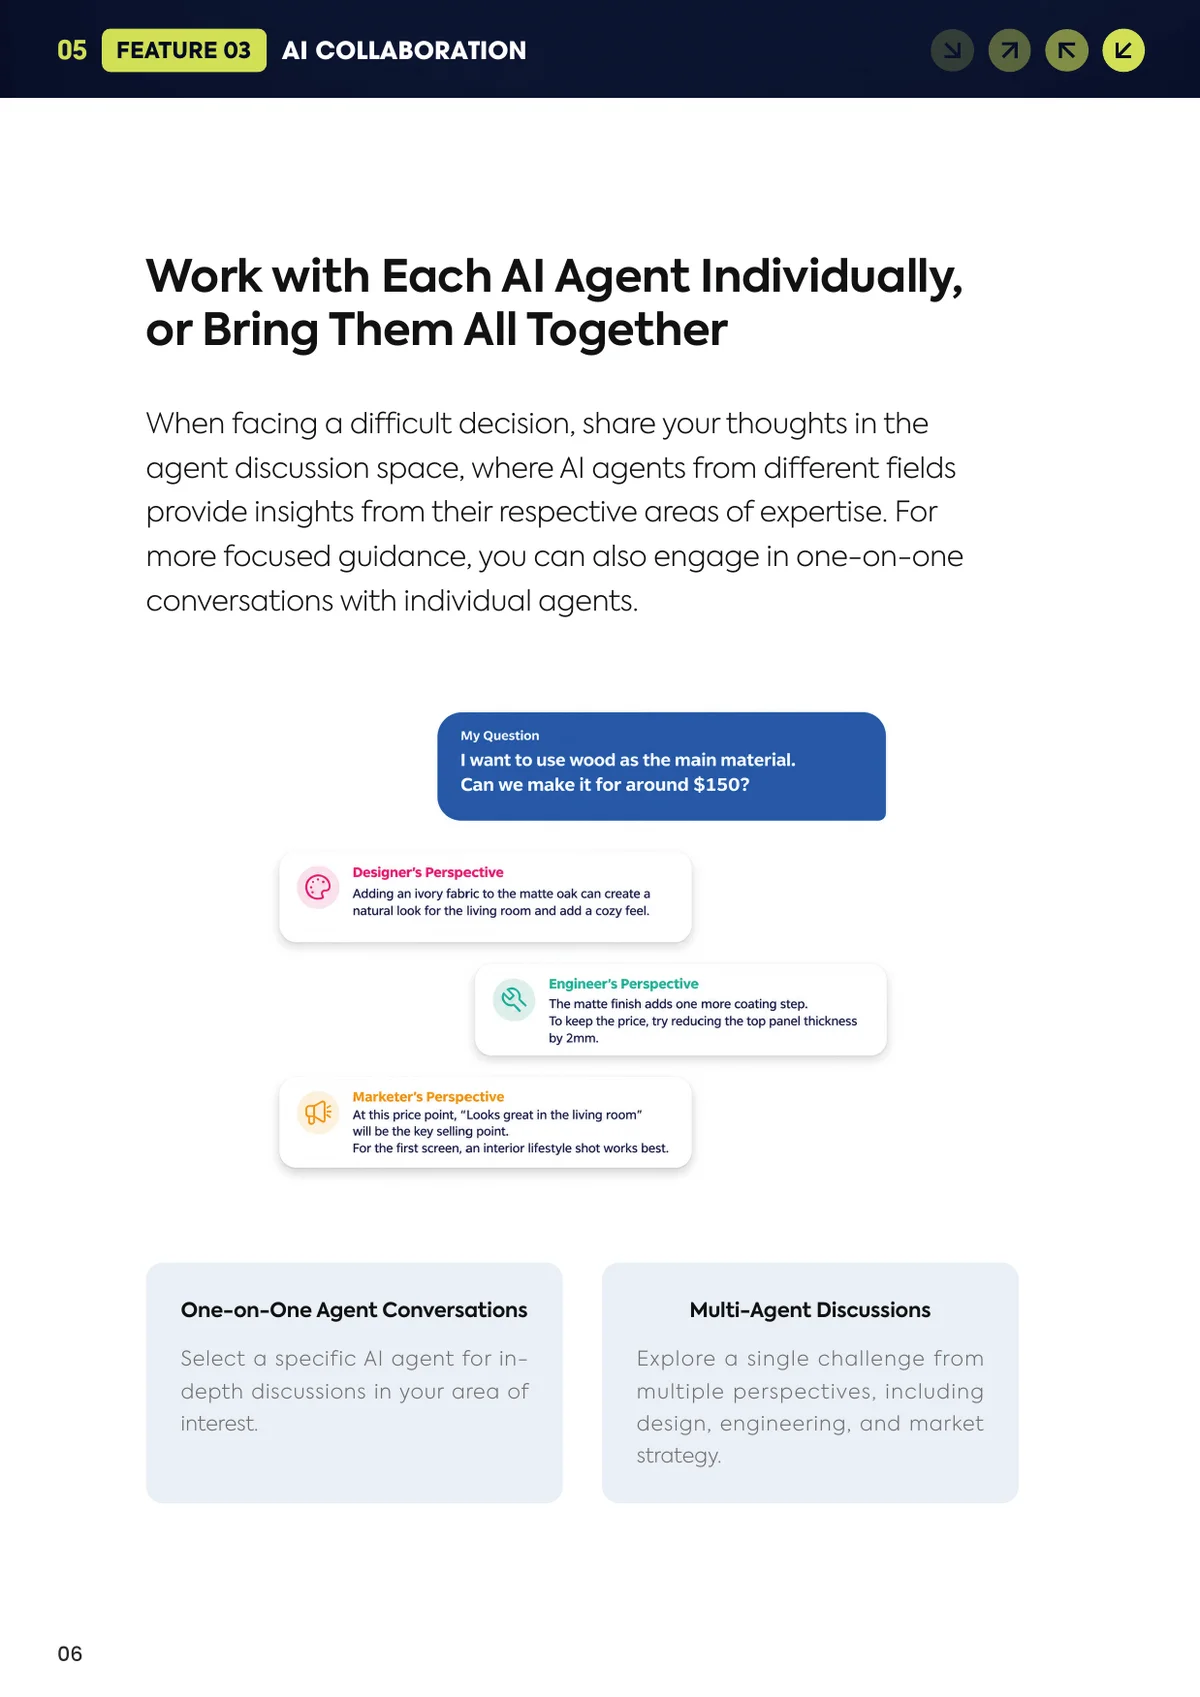 05 FEATURE 03 AI COLLABORATION
Work with Each AI Agent Individually,
or Bring Them All Together
When facing a difficult decision, share your thoughts in the
agent discussion space, where AI agents from different fields
provide insights from their respective areas of expertise. For
more focused guidance, you can also engage in one-on-one
conversations with individual agents.
My Question
I want to use wood as the main material.
Can we make it for around $150?
Designer's Perspective
Adding an ivory fabric to the matte oak can create a
natural look for the living room and add a cozy feel.
Engineer's Perspective
The matte finish adds one more coating step.
To keep the price, try reducing the top panel thickness
by 2mm.
Marketer's Perspective
At this price point, "Looks great in the living room"
will be the key selling point.
For the first screen, an interior lifestyle shot works best.
One-on-One Agent Conversations
Select a specific AI agent for in-
depth discussions in your area of
interest.
Multi-Agent Discussions
Explore a single challenge from
multiple perspectives, including
design, engineering, and market
strategy.
06